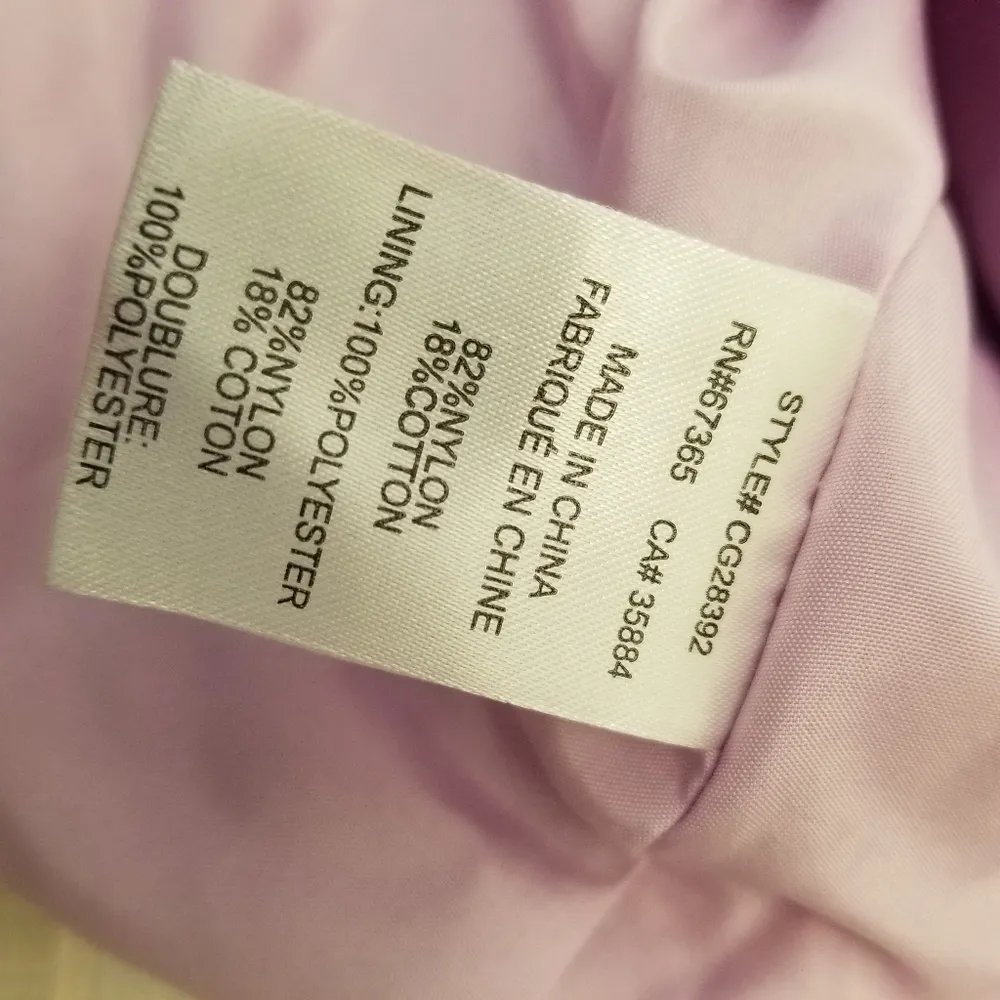 STYLE# CG28392
RN#67365 CA# 35884
MADE IN CHINA
FABRIQUÉ EN CHINE
82%NYLON
18%COTTON
LINING:100%POLYESTER
82%NYLON
18% COTON
DOUBLURE:
100%POLYESTER